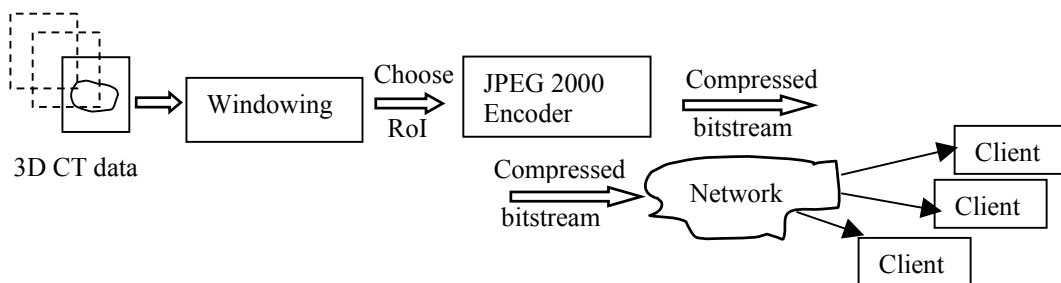 3D CT data
Windowing
Choose
RoI
JPEG 2000
Encoder
Compressed
bitstream
Compressed
bitstream
Network
Client
Client
Client